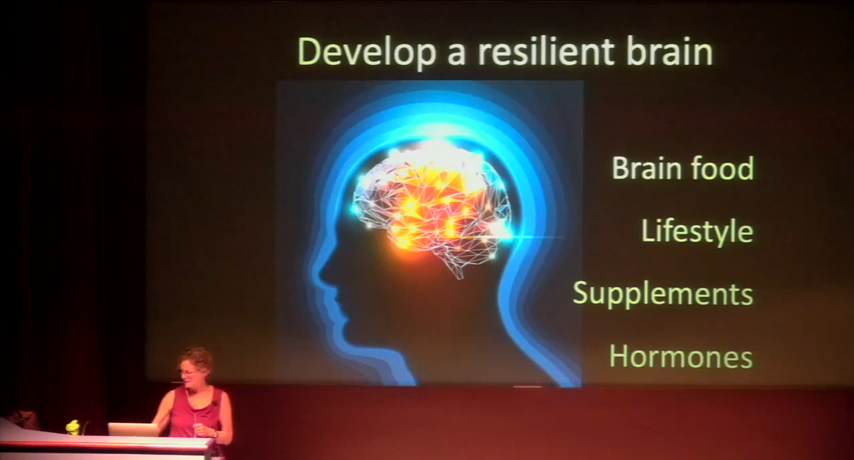 Develop a resilient brain
Brain food
Lifestyle
Supplements
Hormones